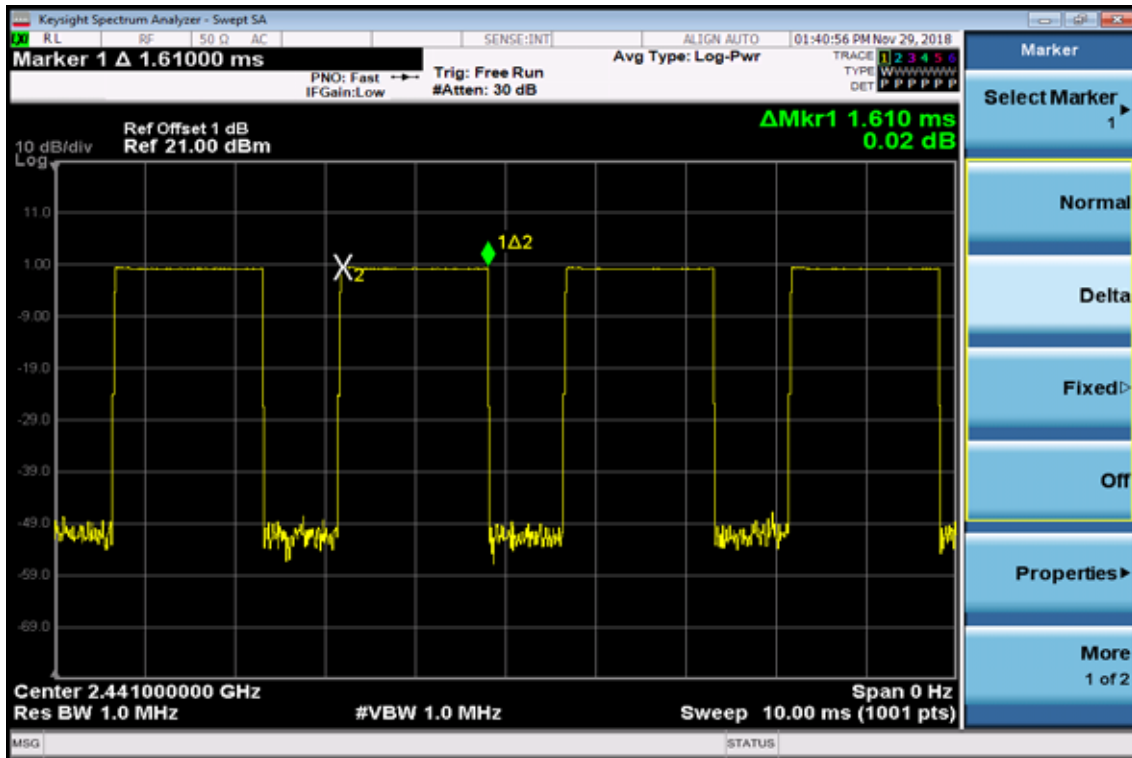 Keysight Spectrum Analyzer - Swept SA
LXI RL RF 50 Ω AC SENSE:INT ALIGN AUTO 01:40:56 PM Nov 29, 2018
Marker 1 Δ 1.61000 ms
PNO: Fast
IFGain:Low
Trig: Free Run
#Atten: 30 dB
Avg Type: Log-Pwr
TRACE 1 2 3 4 5 6
TYPE WWWWWW
DET P P P P P P
ΔMkr1 1.610 ms
0.02 dB
Ref Offset 1 dB
10 dB/div Ref 21.00 dBm
Log
11.0
1.00
-9.00
-19.0
-29.0
-39.0
-49.0
-59.0
-69.0
X2
1Δ2
Center 2.441000000 GHz Span 0 Hz
Res BW 1.0 MHz #VBW 1.0 MHz Sweep 10.00 ms (1001 pts)
MSG STATUS
Marker
Select Marker
1
Normal
Delta
Fixed
Off
Properties
More
1 of 2